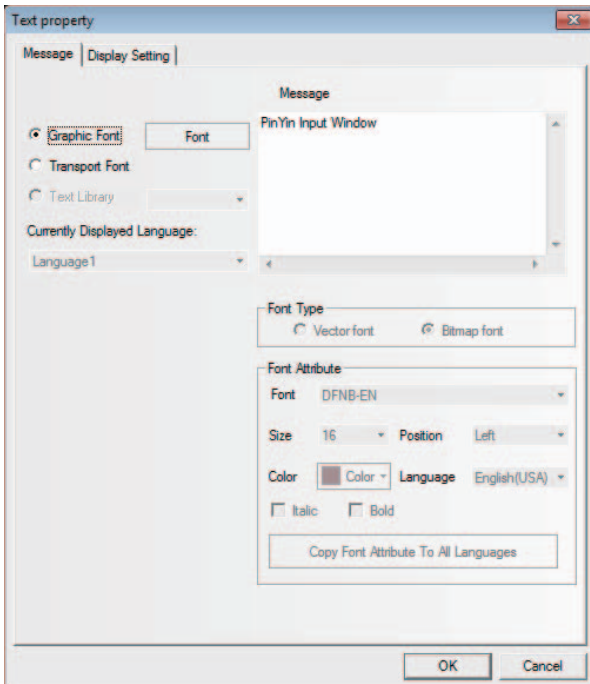 Text property
Message
Display Setting
Message
Graphic Font
Font
PinYin Input Window
Transport Font
Text Library
Currently Displayed Language:
Language1
Font Type
Vector font
Bitmap font
Font Attribute
Font
DFNB-EN
Size
16
Position
Left
Color
Color
Language
English(USA)
Italic
Bold
Copy Font Attribute To All Languages
OK
Cancel